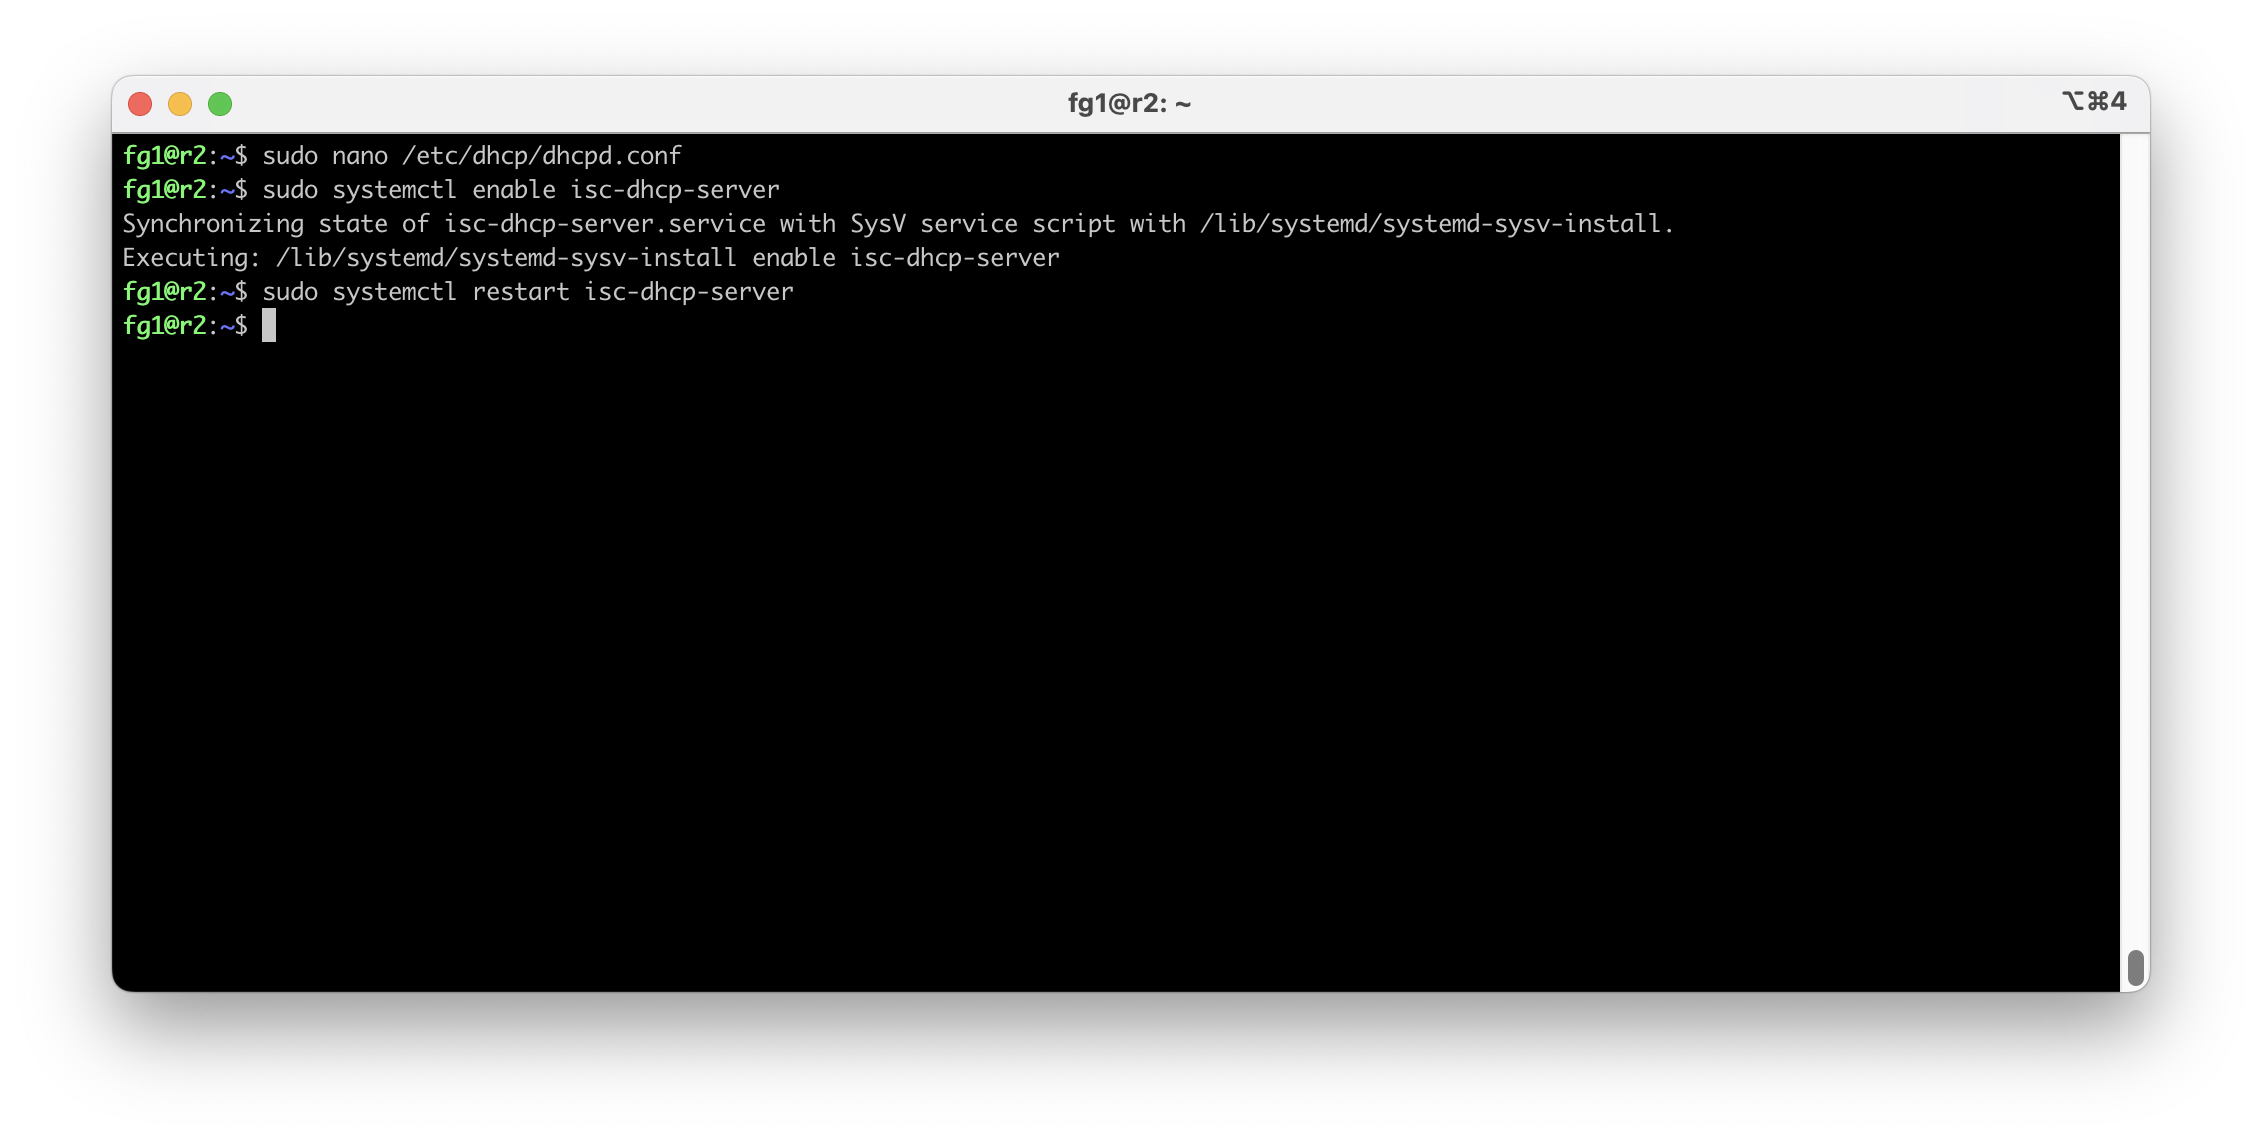 fg1@r2: ~
⌥⌘4
fg1@r2:~$ sudo nano /etc/dhcp/dhcpd.conf
fg1@r2:~$ sudo systemctl enable isc-dhcp-server
Synchronizing state of isc-dhcp-server.service with SysV service script with /lib/systemd/systemd-sysv-install.
Executing: /lib/systemd/systemd-sysv-install enable isc-dhcp-server
fg1@r2:~$ sudo systemctl restart isc-dhcp-server
fg1@r2:~$